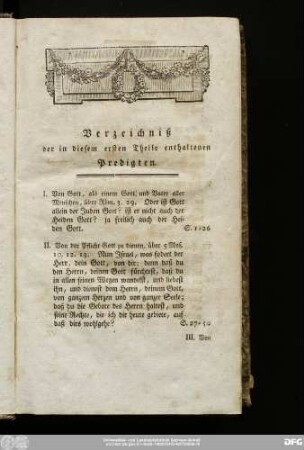 Verzeichniß
der in diesem ersten Theile enthaltenen
Predigten.
I. Von Gott, als einem Gott und Vater aller
Menschen, über Röm. 3. 29. Oder ist Gott
allein der Juden Gott? ist er nicht auch der
Heiden Gott? ja freilich auch der Hei-
den Gott. S. 1-26
II. Von der Pflicht Gott zu dienen, über 5 Mos.
10, 12. 13. Nun Israel, was fodert der
Herr, dein Gott, von dir; denn daß du
den Herrn, deinen Gott fürchtest, daß du
in allen seinen Wegen wandelst, und liebest
ihn, und dienest dem Herrn, deinem Gott,
von ganzem Herzen und von ganzer Seele;
daß du die Gebote des Herrn haltest, und
seine Rechte, die ich dir heute gebiete, auf
daß dirs wohlgehe? S. 27-50
III. Von